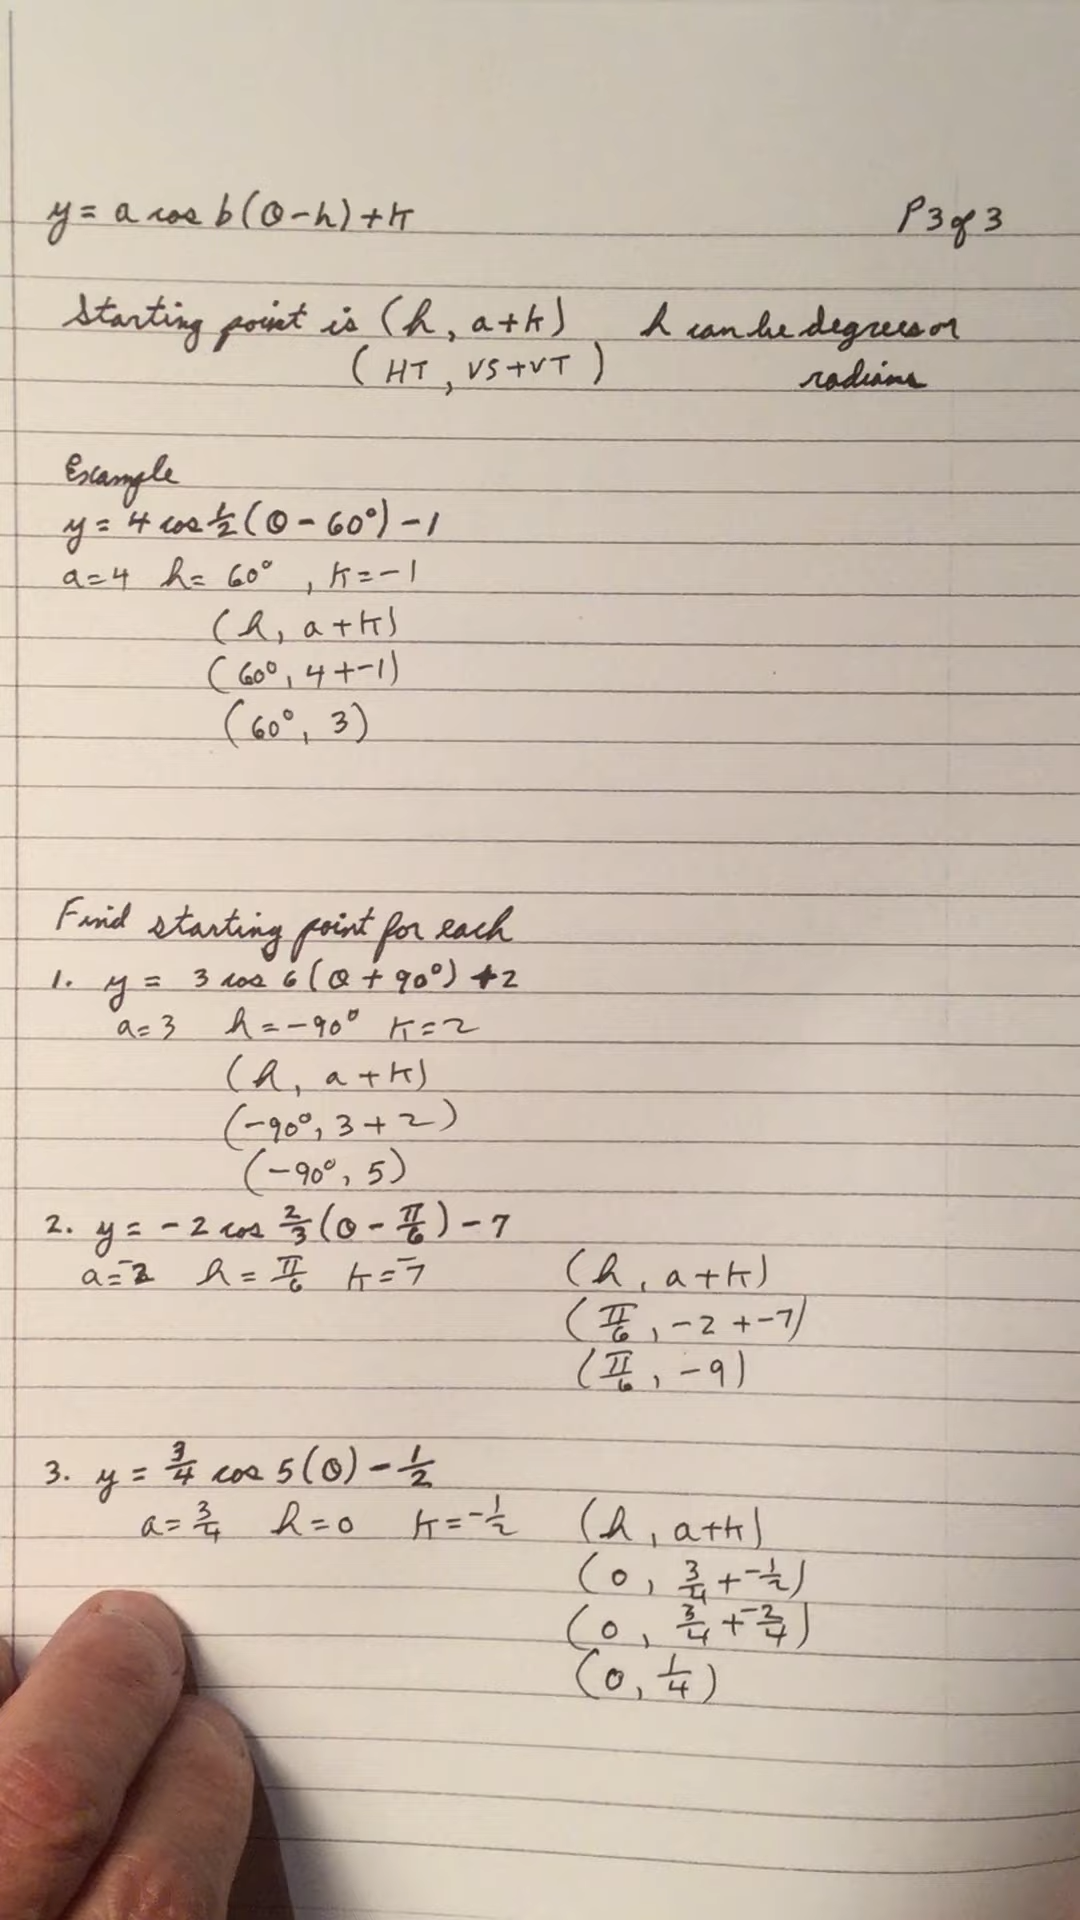 y = a cos b(θ-h)+k
P3 of 3
Starting point is (h, a+k) h can be degrees or
(HT, VS+VT) radians
Example
y = 4 cos ½(θ - 60°) - 1
a=4 h= 60° , k=-1
(h, a+k)
(60°, 4+-1)
(60°, 3)
Find starting point for each
1. y = 3 cos 6(θ + 90°) +2
a=3 h=-90° k=2
(h, a+k)
(-90°, 3+2)
(-90°, 5)
2. y = -2 cos 2/3(θ - π/6) - 7
a=-2 h= π/6 k=-7 (h, a+k)
(π/6, -2+-7)
(π/6, -9)
3. y = 3/4 cos 5(θ) - 1/2
a= 3/4 h=0 k=-1/2 (h, a+k)
(0, 3/4+-1/2)
(0, 3/4+-2/4)
(0, 1/4)